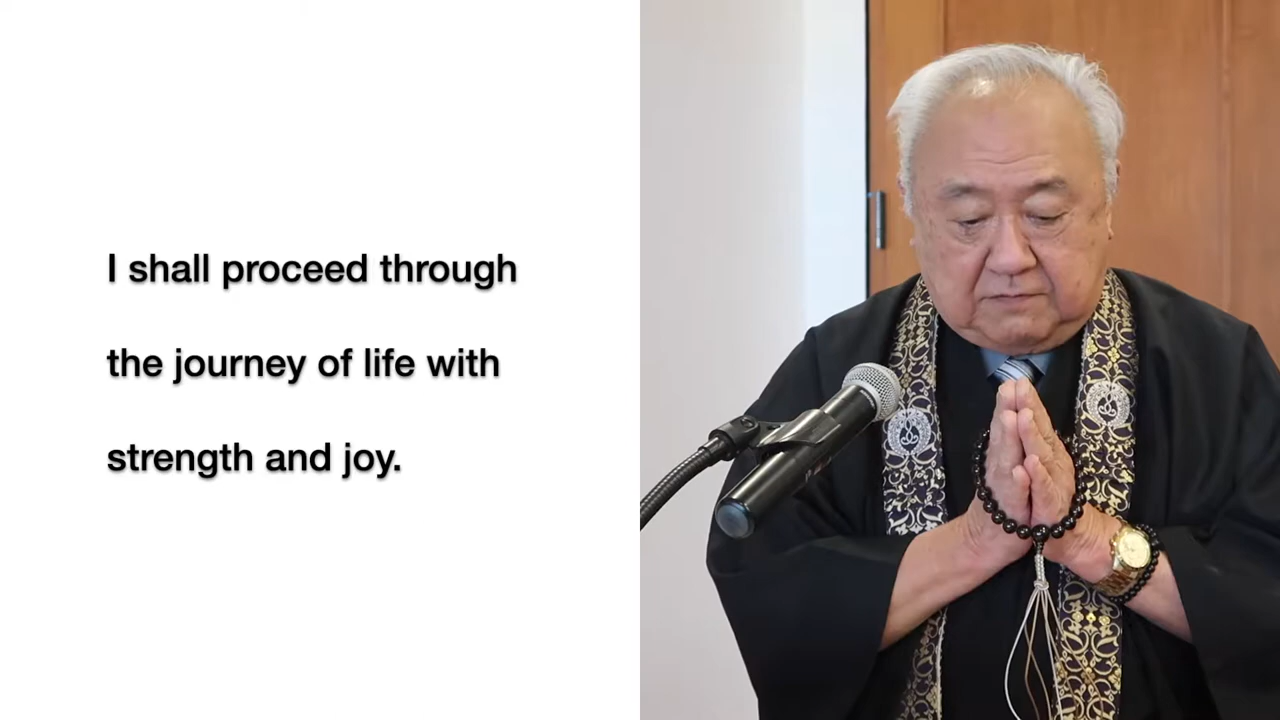 I shall proceed through
the journey of life with
strength and joy.